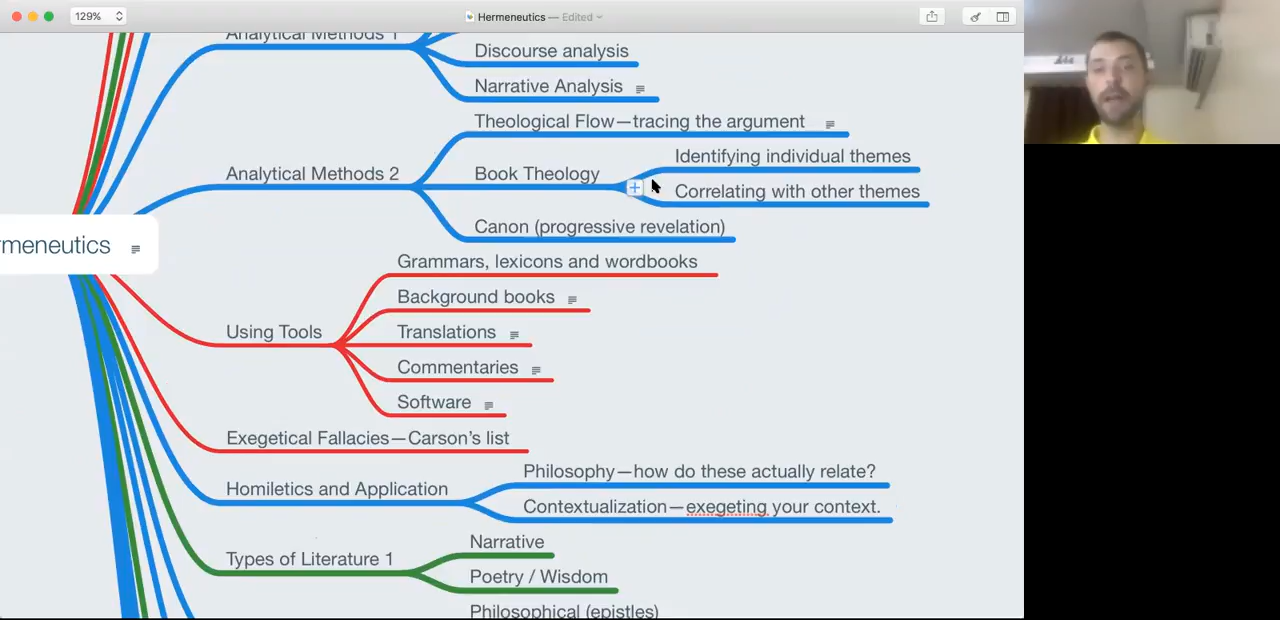 129%
Hermeneutics — Edited
Analytical Methods 1
Discourse analysis
Narrative Analysis
Theological Flow—tracing the argument
Identifying individual themes
Analytical Methods 2
Book Theology
Correlating with other themes
Canon (progressive revelation)
rmeneutics
Grammars, lexicons and wordbooks
Background books
Using Tools
Translations
Commentaries
Software
Exegetical Fallacies—Carson's list
Philosophy—how do these actually relate?
Homiletics and Application
Contextualization—exegeting your context.
Narrative
Types of Literature 1
Poetry / Wisdom
Philosophical (epistles)